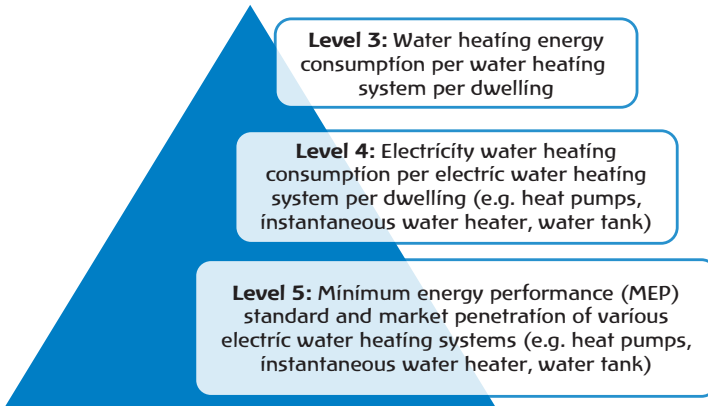 Level 3: Water heating energy
consumption per water heating
system per dwelling
Level 4: Electricity water heating
consumption per electric water heating
system per dwelling (e.g. heat pumps,
instantaneous water heater, water tank)
Level 5: Minimum energy performance (MEP)
standard and market penetration of various
electric water heating systems (e.g. heat pumps,
instantaneous water heater, water tank)